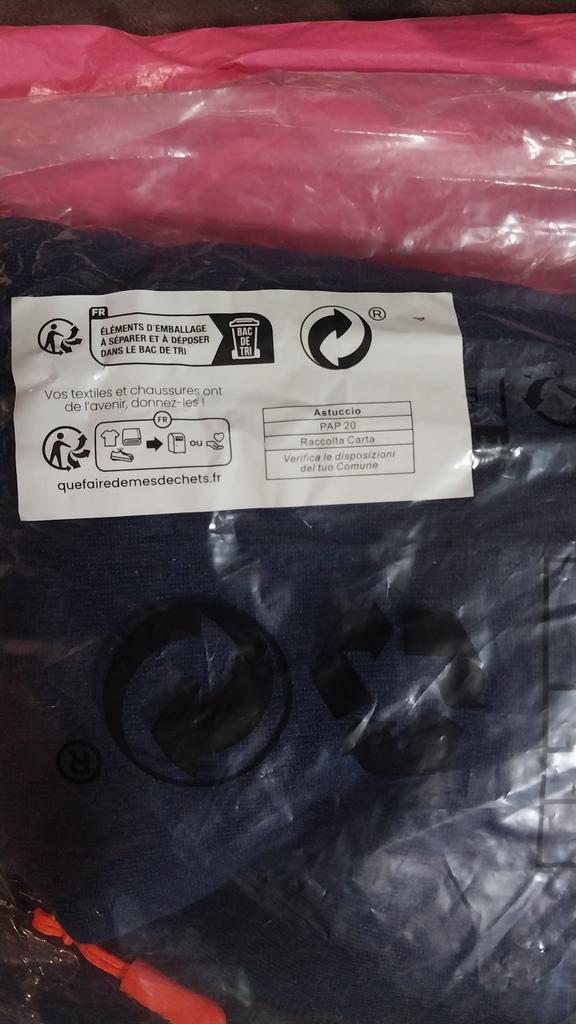 FR
ÉLÉMENTS D'EMBALLAGE
À SÉPARER ET À DÉPOSER
DANS LE BAC DE TRI
BAC
DE
TRI
®
Vos textiles et chaussures ont
de l'avenir, donnez-les !
FR
OU
quefairedemesdechets.fr
Astuccio
PAP 20
Raccolta Carta
Verifica le disposizioni
del tuo Comune
®